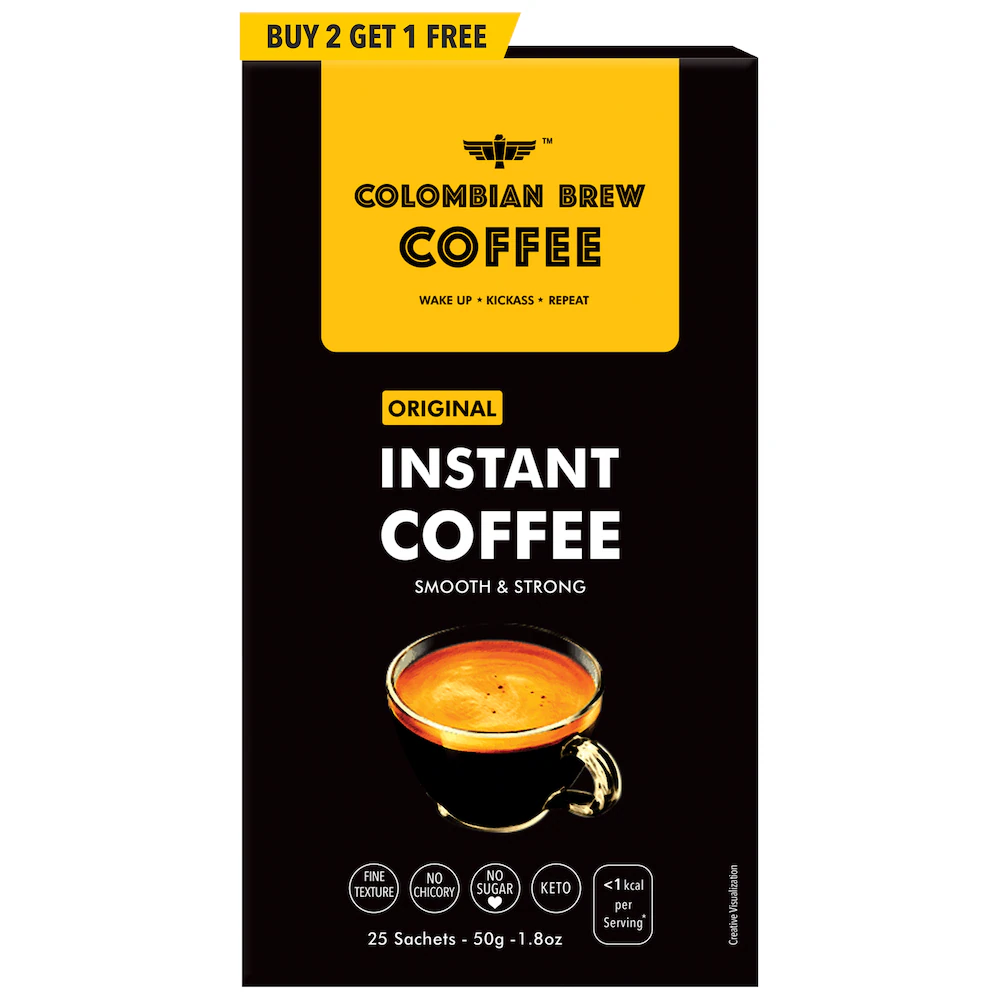 BUY 2 GET 1 FREE
TM
COLOMBIAN BREW
COFFEE
WAKE UP ★ KICKASS ★ REPEAT
ORIGINAL
INSTANT
COFFEE
SMOOTH & STRONG
FINE
TEXTURE
NO
CHICORY
NO
SUGAR
KETO
<1 kcal
per
Serving*
25 Sachets - 50g -1.8oz
Creative Visualization